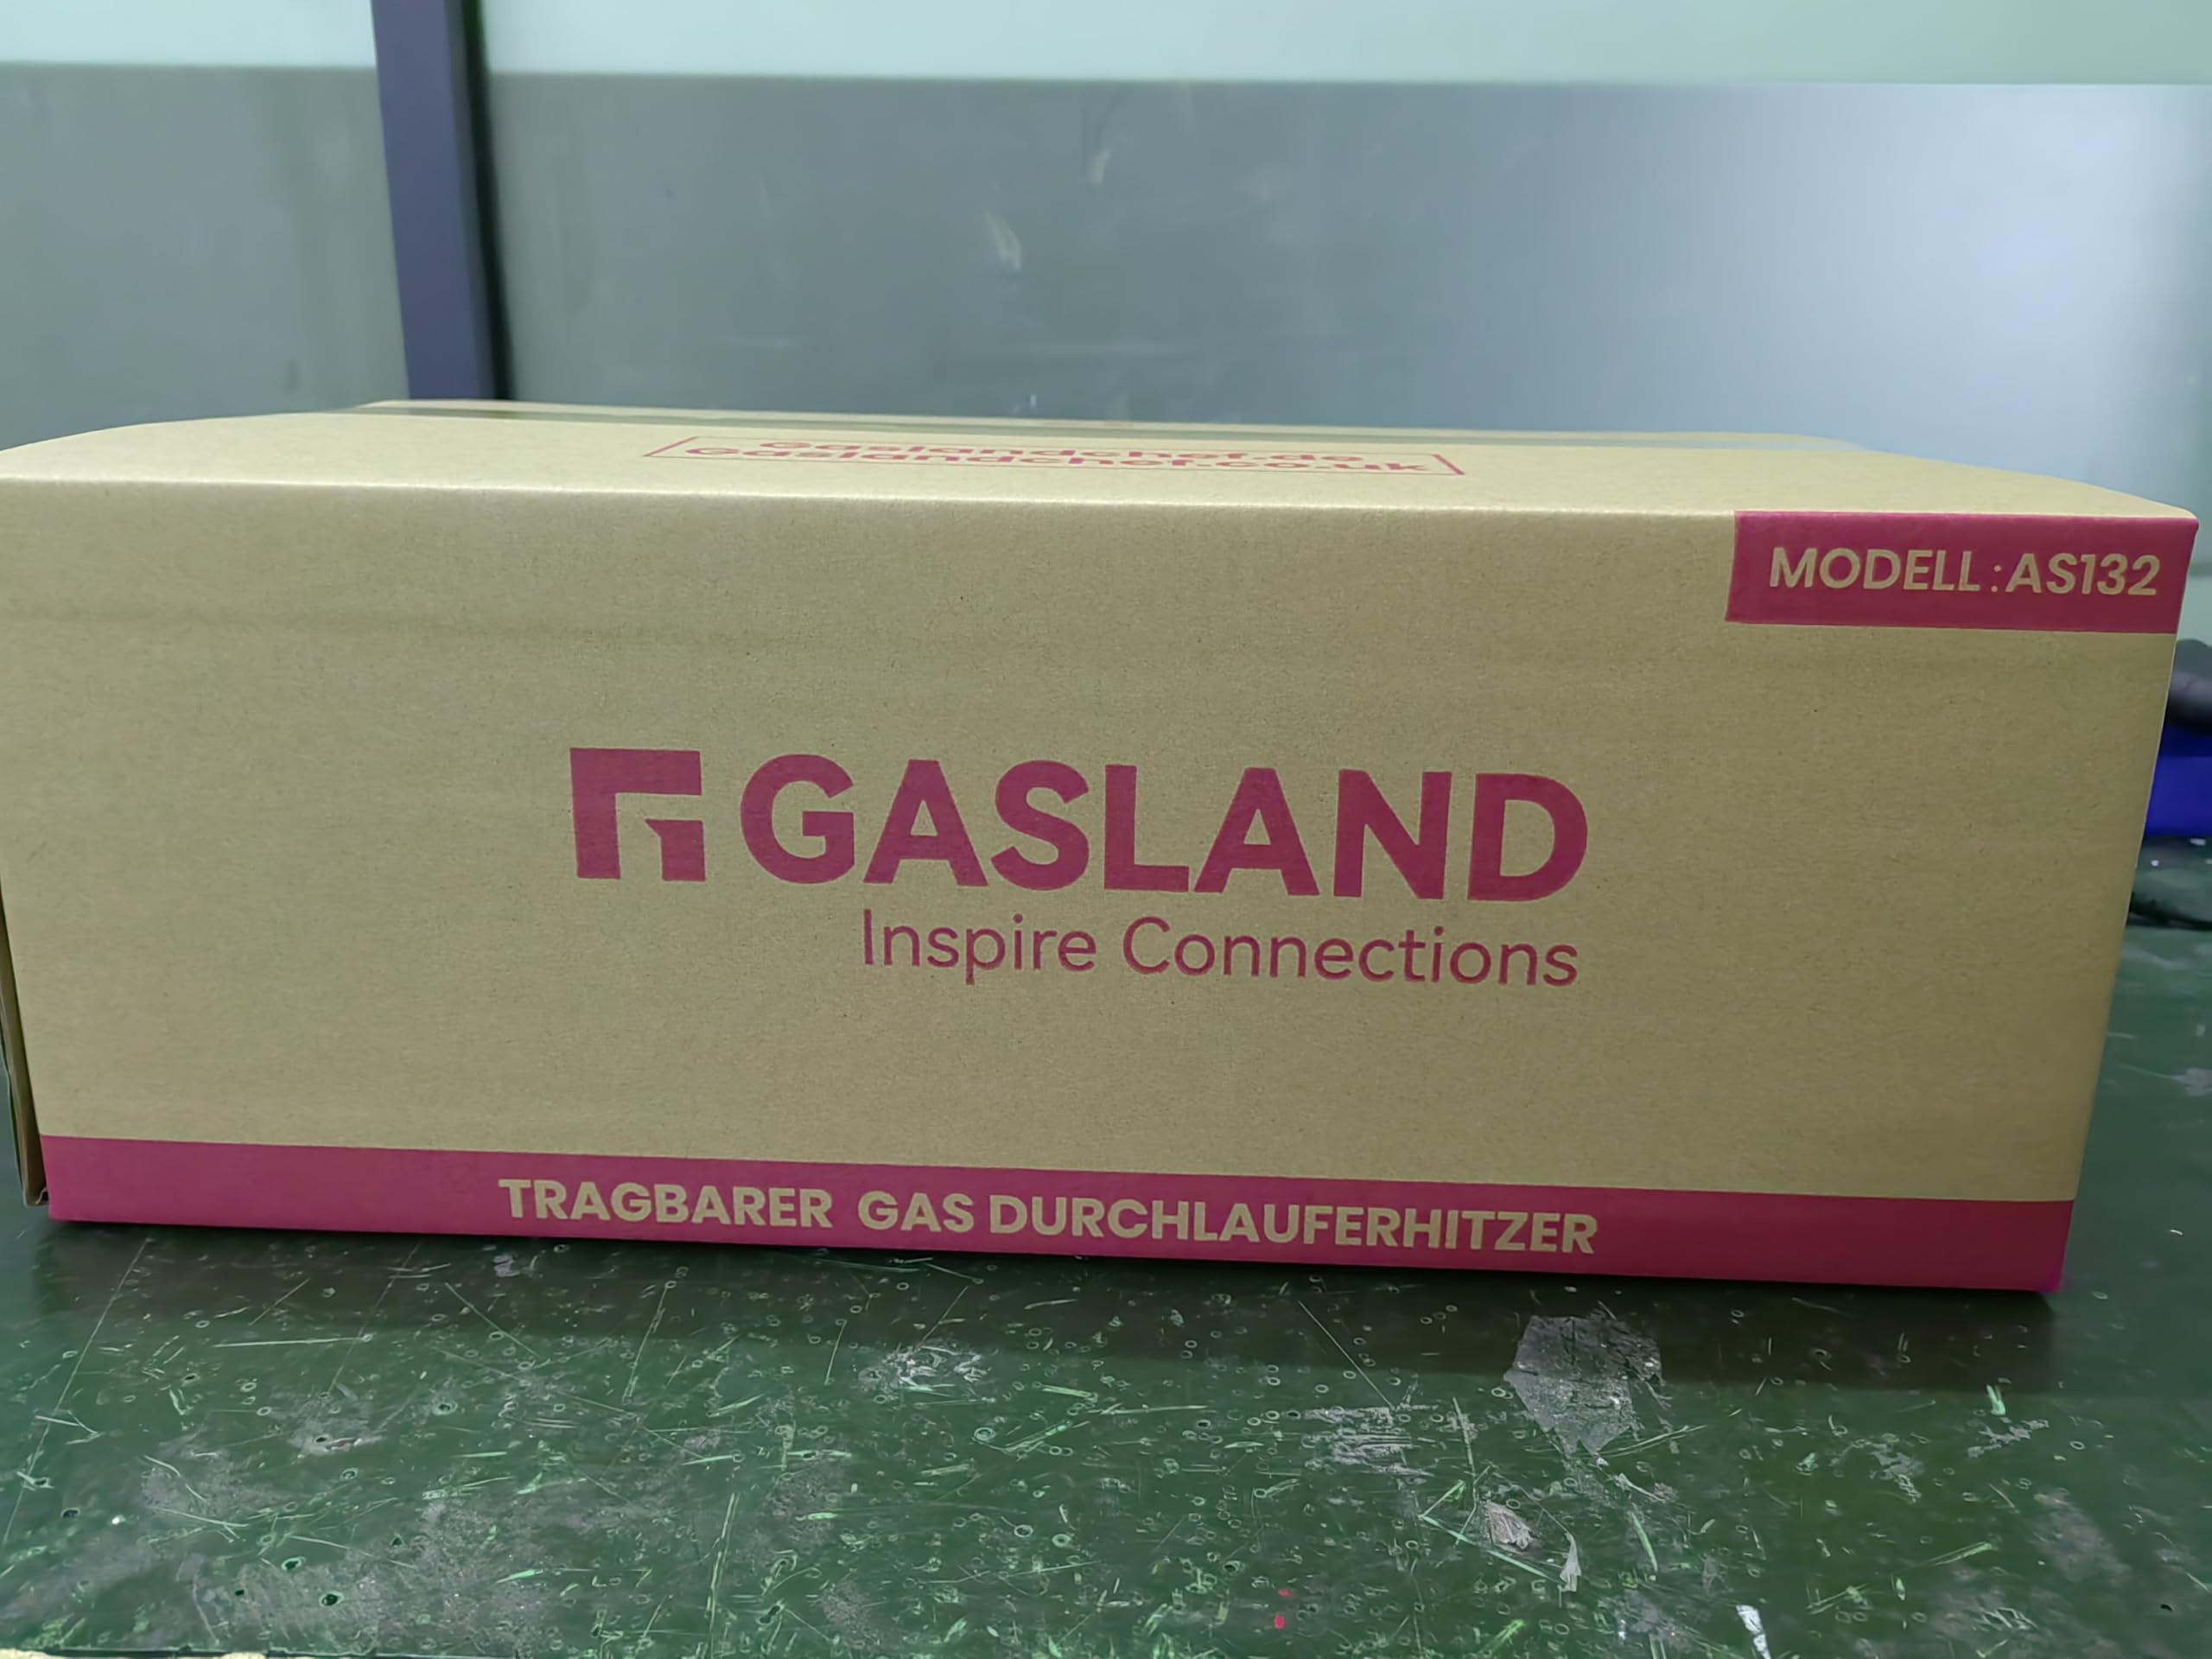 Gaslandchef.de
Gaslandchef.co.uk
MODELL:AS132
GASLAND
Inspire Connections
TRAGBARER GAS DURCHLAUFERHITZER